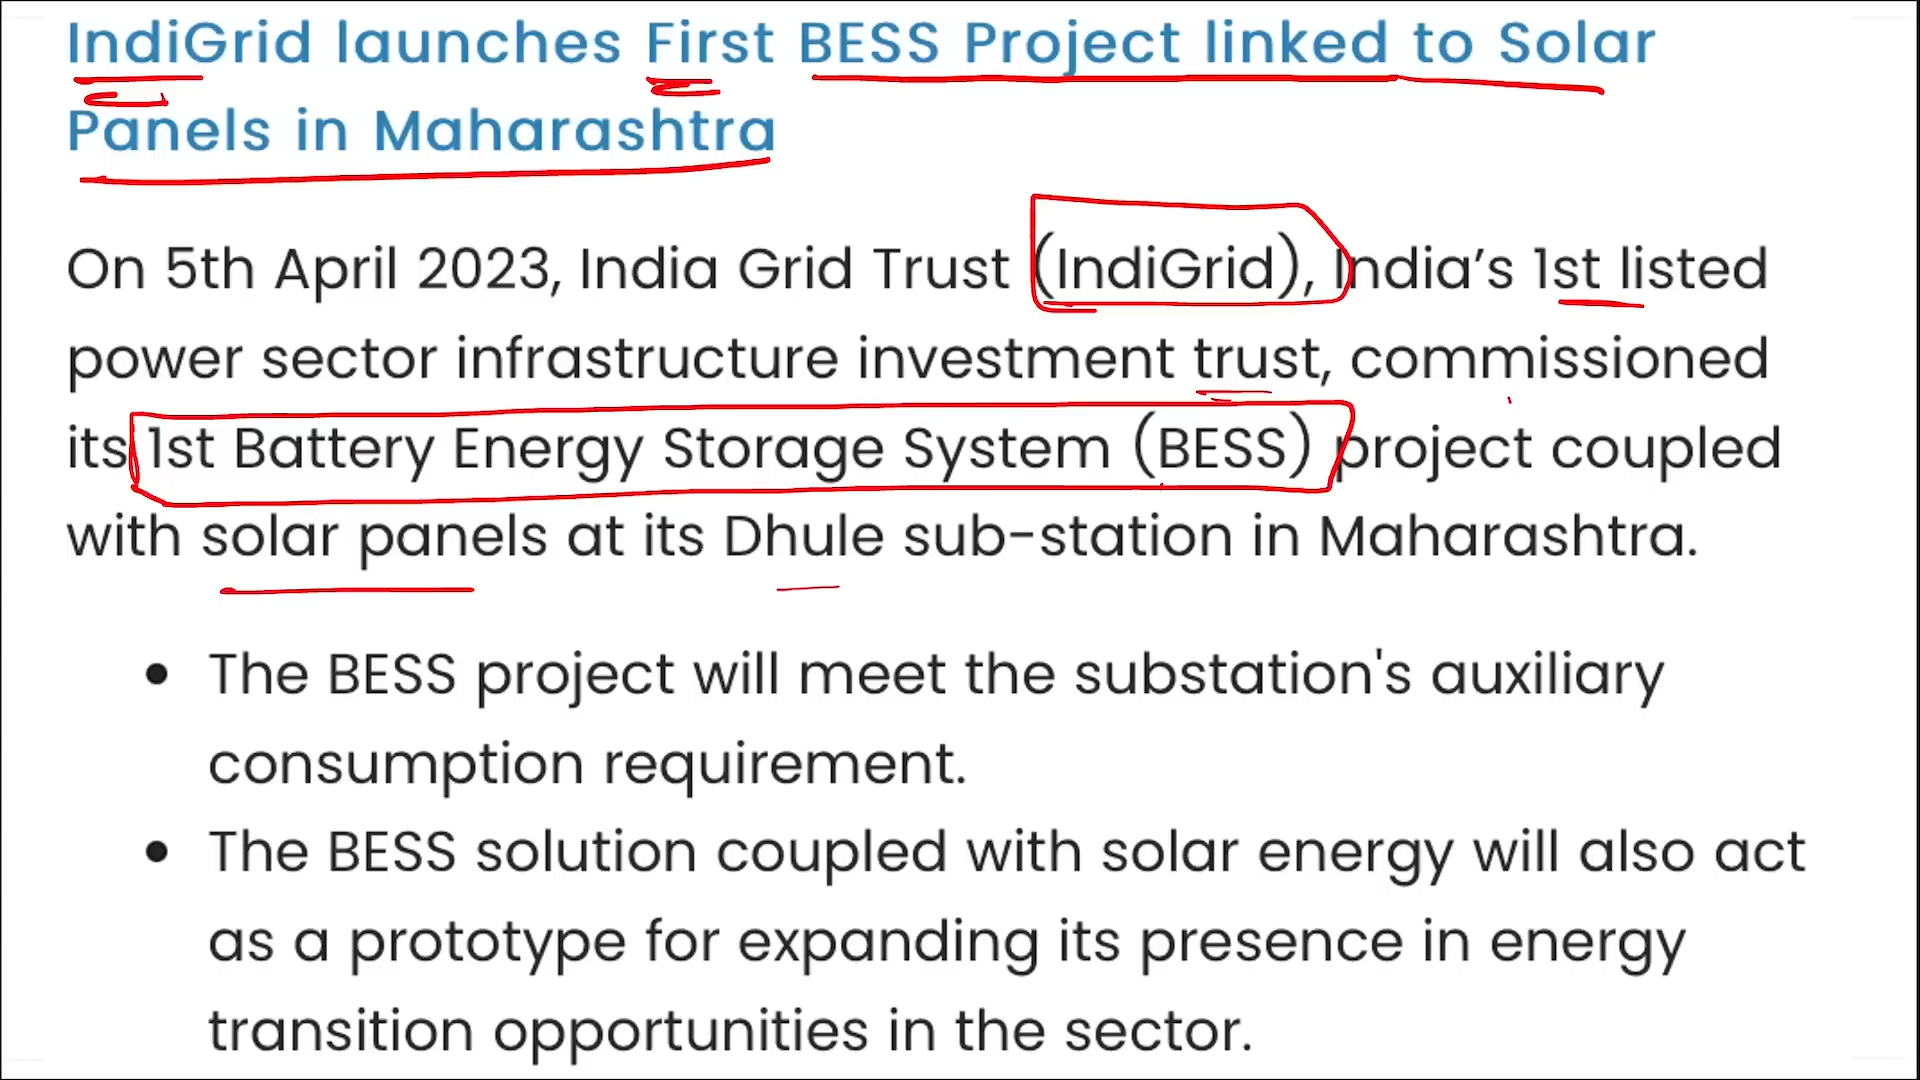 IndiGrid launches First BESS Project linked to Solar
Panels in Maharashtra
On 5th April 2023, India Grid Trust (IndiGrid), India’s 1st listed
power sector infrastructure investment trust, commissioned
its 1st Battery Energy Storage System (BESS) project coupled
with solar panels at its Dhule sub-station in Maharashtra.
• The BESS project will meet the substation's auxiliary
consumption requirement.
• The BESS solution coupled with solar energy will also act
as a prototype for expanding its presence in energy
transition opportunities in the sector.